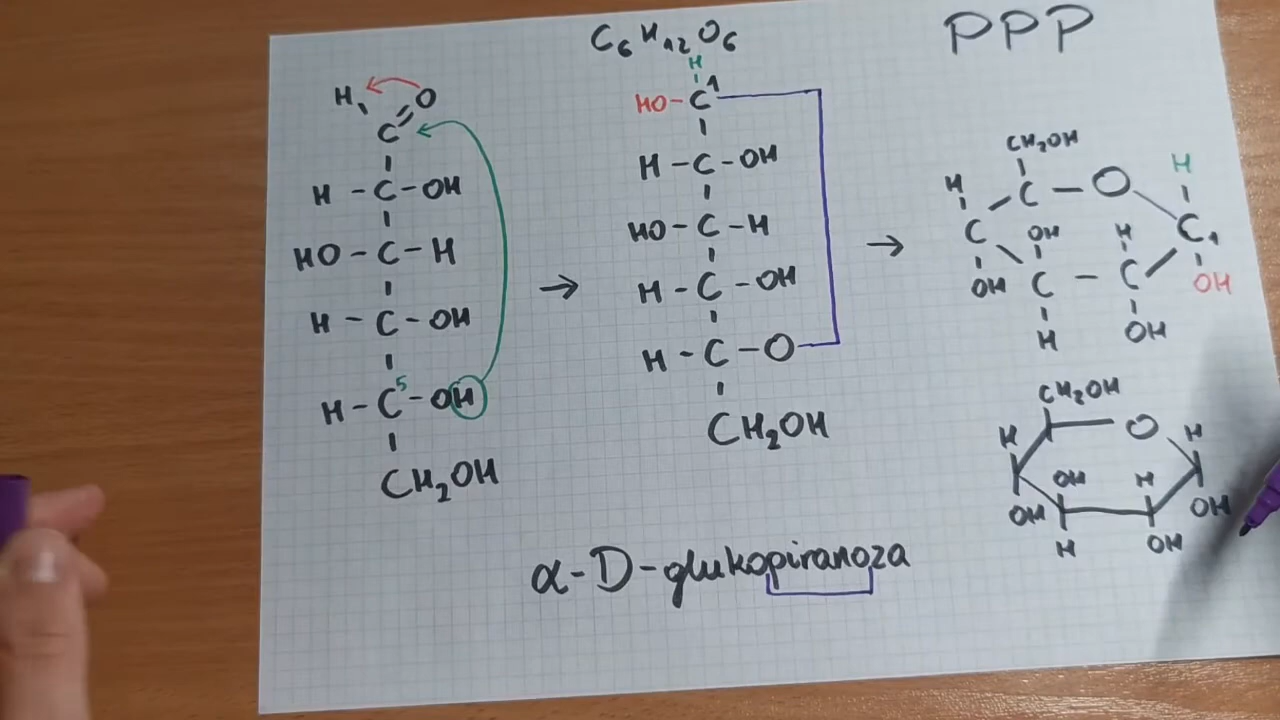 C₆H₁₂O₆
PPP
H O
C
H - C - OH
HO - C - H
H - C - OH
H - C⁵ - OH
CH₂OH
H
HO - C¹
H - C - OH
HO - C - H
H - C - OH
H - C - O
CH₂OH
CH₂OH
H C - O H
C OH H C₁
OH C - C OH
H OH
CH₂OH
H O H
OH H
OH OH
H OH
α-D-glukopiranoza